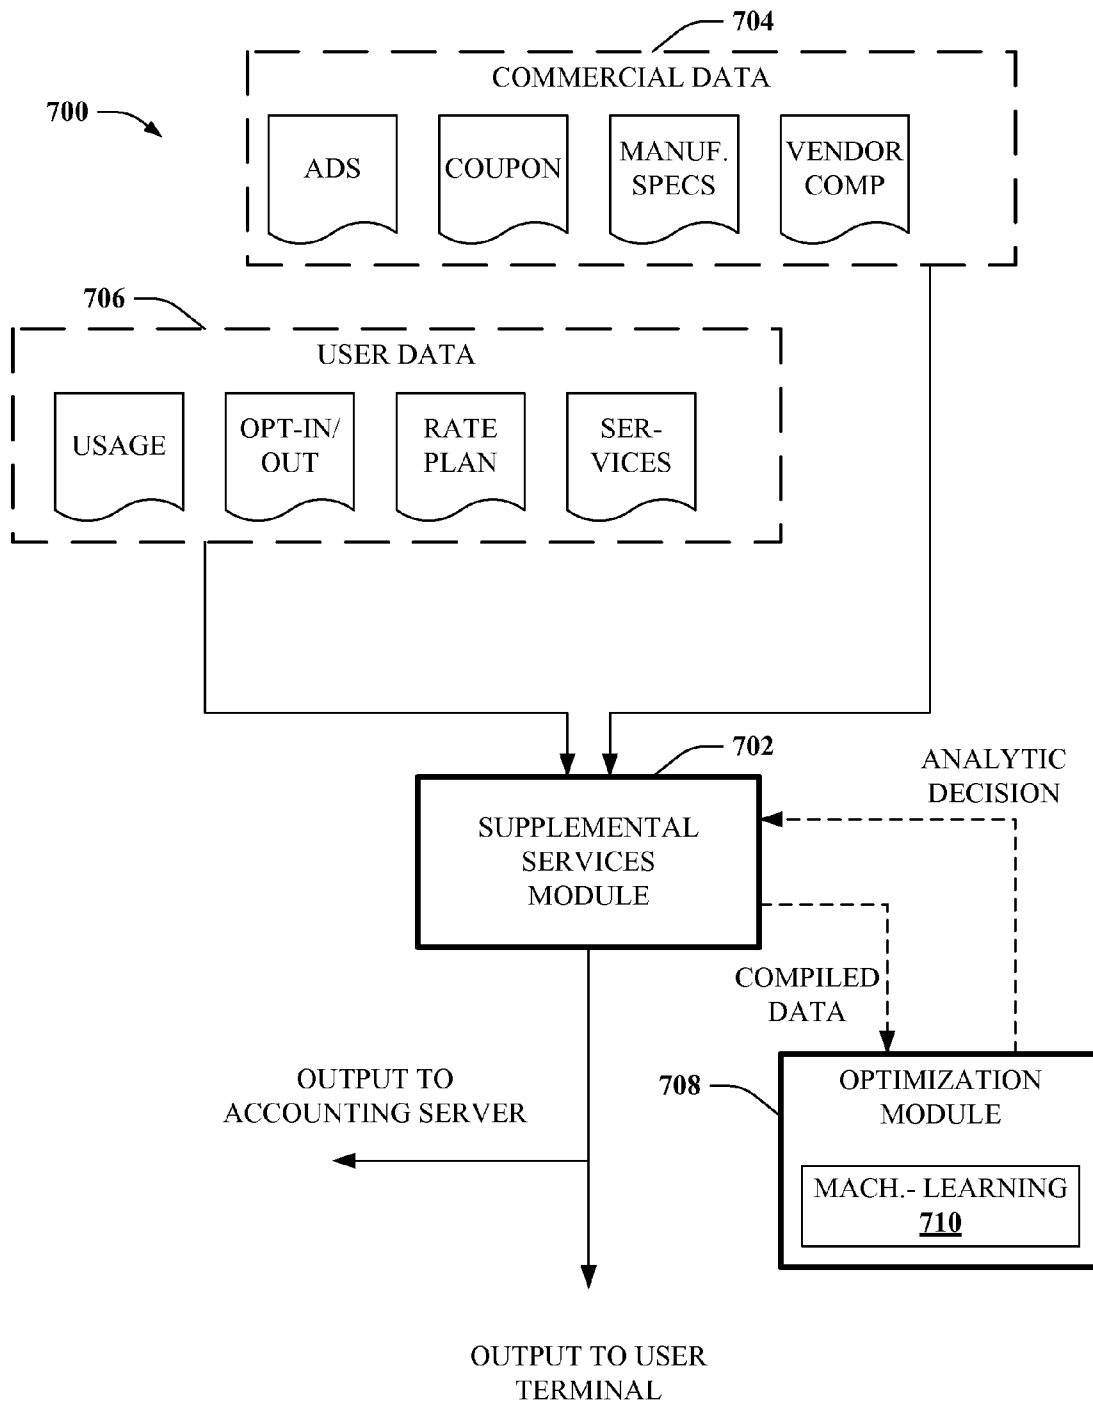 704
COMMERCIAL DATA
700
ADS
COUPON
MANUF.
SPECS
VENDOR
COMP
706
USER DATA
USAGE
OPT-IN/
OUT
RATE
PLAN
SER-
VICES
702
SUPPLEMENTAL
SERVICES
MODULE
ANALYTIC
DECISION
COMPILED
DATA
708
OPTIMIZATION
MODULE
MACH.- LEARNING
710
OUTPUT TO
ACCOUNTING SERVER
OUTPUT TO USER
TERMINAL